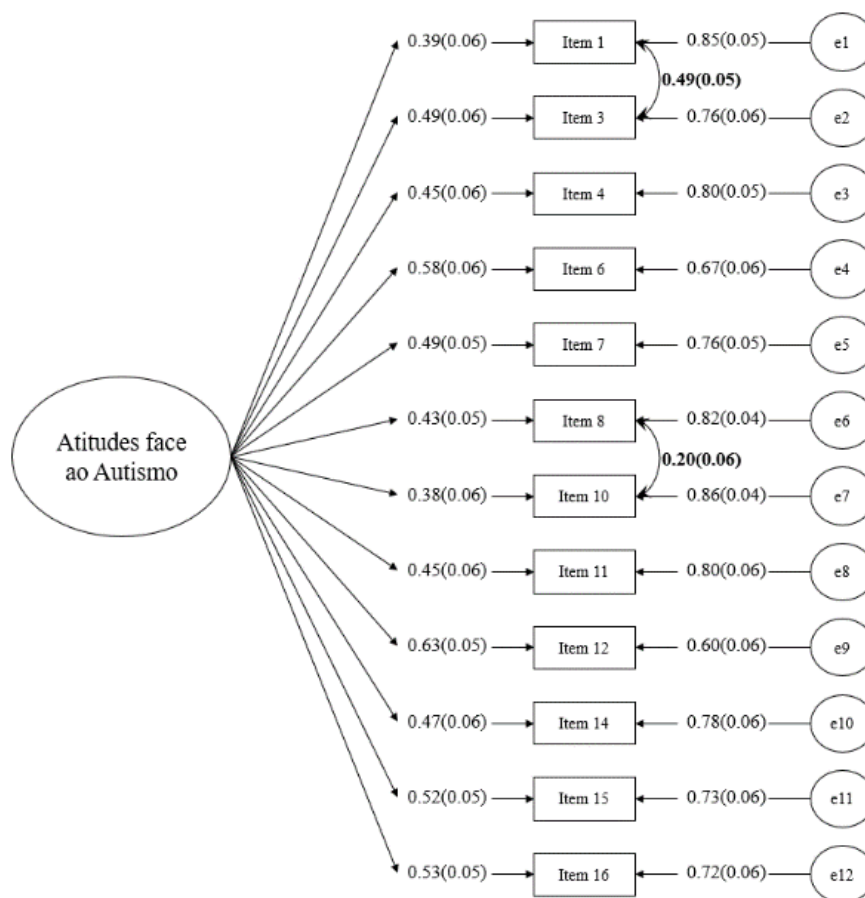 0.39(0.06) Item 1 0.85(0.05) e1
0.49(0.05)
0.49(0.06) Item 3 0.76(0.06) e2
0.45(0.06) Item 4 0.80(0.05) e3
0.58(0.06) Item 6 0.67(0.06) e4
0.49(0.05) Item 7 0.76(0.05) e5
0.43(0.05) Item 8 0.82(0.04) e6
Atitudes face
ao Autismo
0.20(0.06)
0.38(0.06) Item 10 0.86(0.04) e7
0.45(0.06) Item 11 0.80(0.06) e8
0.63(0.05) Item 12 0.60(0.06) e9
0.47(0.06) Item 14 0.78(0.06) e10
0.52(0.05) Item 15 0.73(0.06) e11
0.53(0.05) Item 16 0.72(0.06) e12